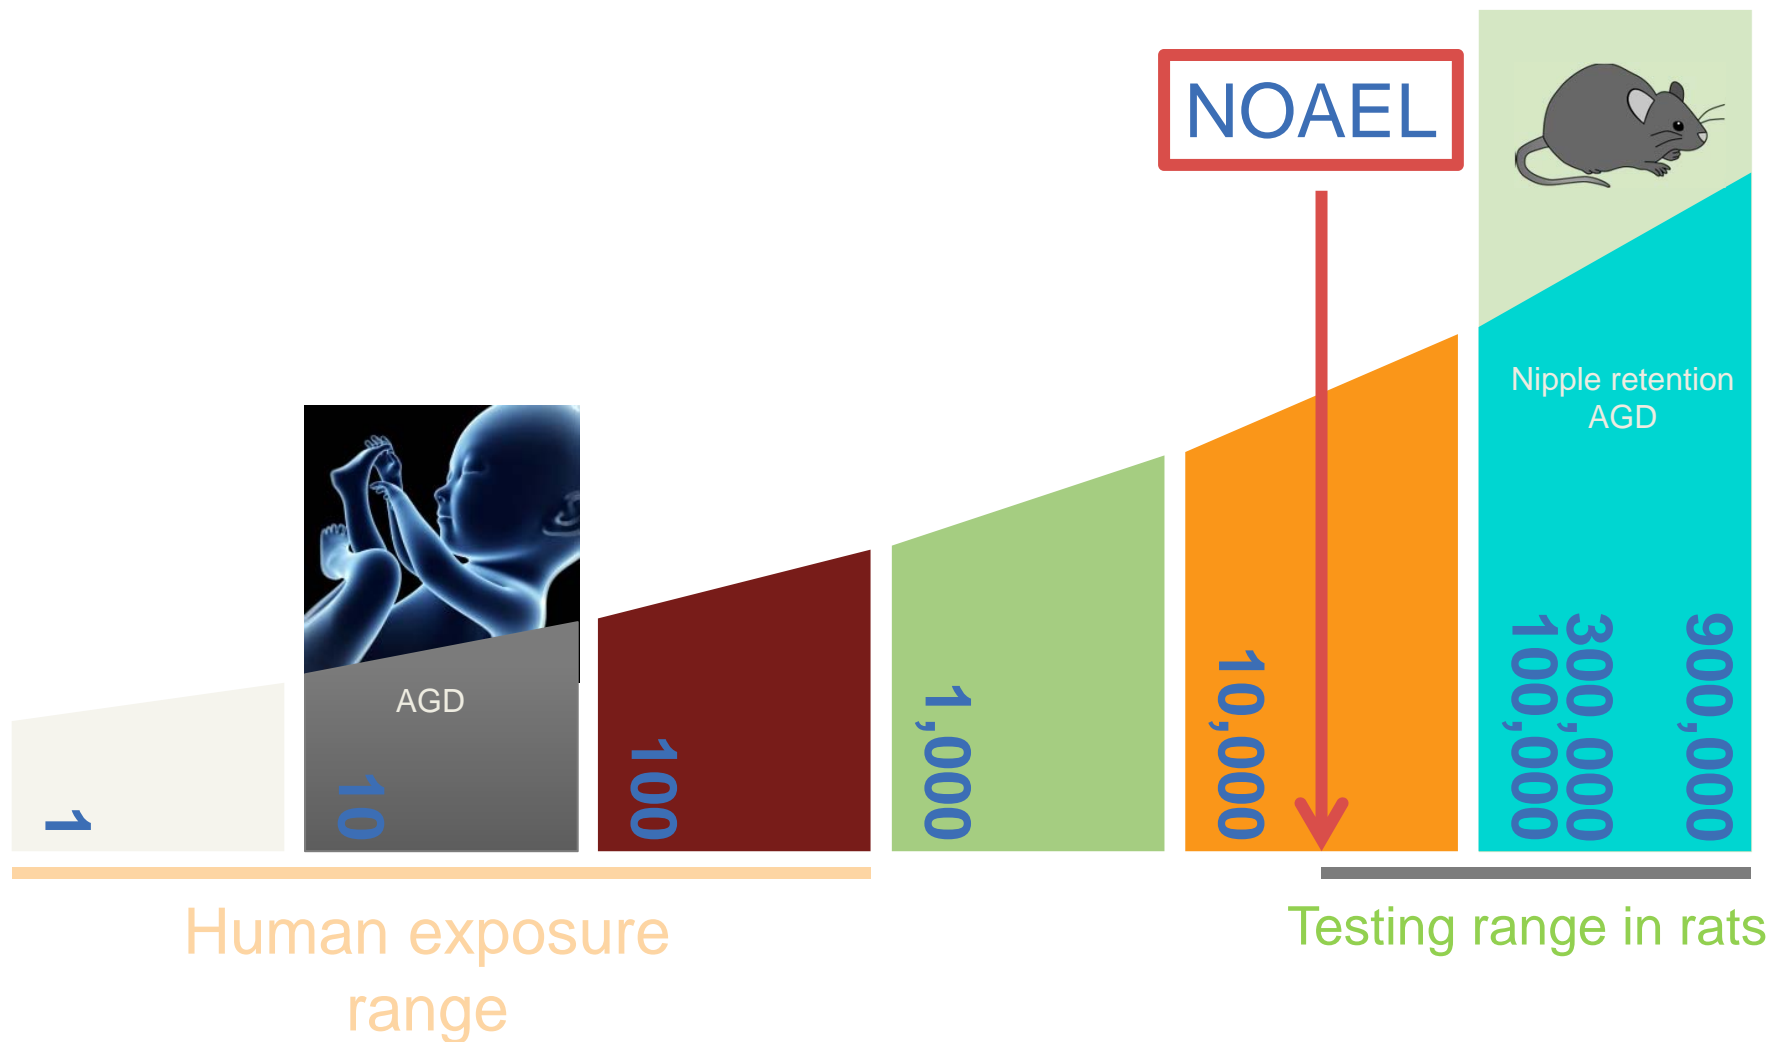 NOAEL
Nipple retention
AGD
AGD
1
10
100
1,000
10,000
100,000
300,000
900,000
Human exposure
range
Testing range in rats